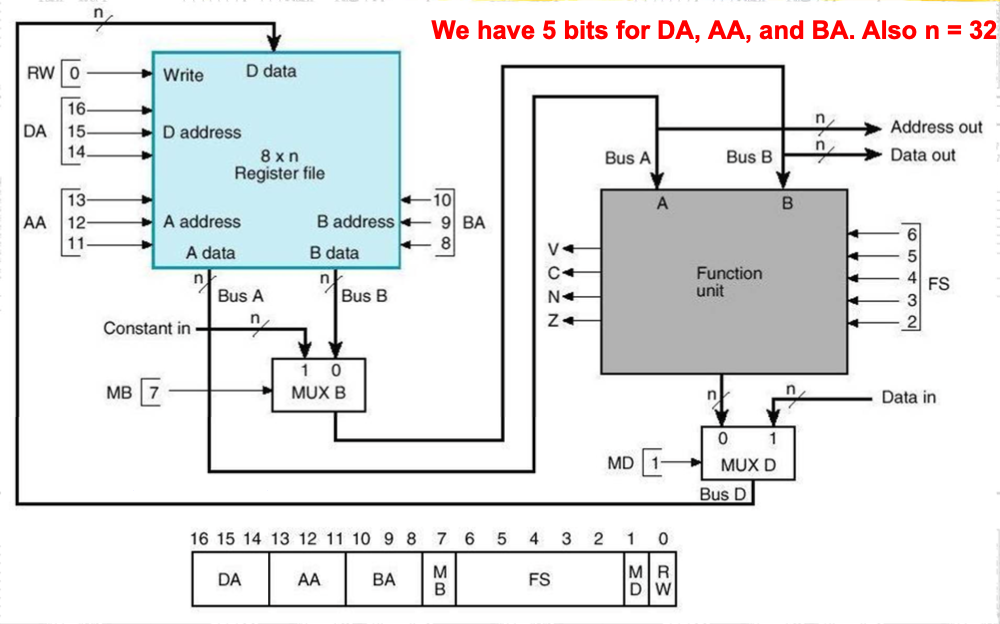 We have 5 bits for DA, AA, and BA. Also n = 32
n
RW 0
Write
D data
DA
16
15
14
D address
8 x n
Register file
AA
13
12
11
A address
B address
10
9
8
BA
A data
B data
n
Bus A
n
Bus B
Constant in
n
1 0
MUX B
MB 7
n
Address out
n
Data out
Bus A
Bus B
A
B
V
C
N
Z
Function
unit
6
5
4
3
2
FS
n
n
Data in
0 1
MUX D
MD 1
Bus D
16 15 14 13 12 11 10 9 8 7 6 5 4 3 2 1 0
DA AA BA MB FS MD RW